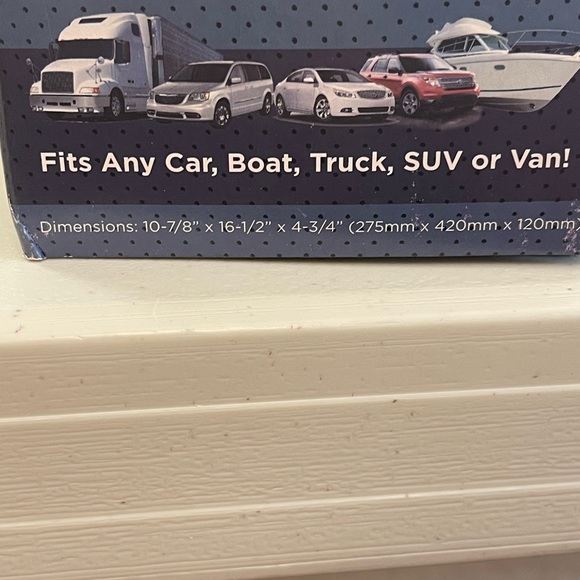 Fits Any Car, Boat, Truck, SUV or Van!
Dimensions: 10-7/8" x 16-1/2" x 4-3/4" (275mm x 420mm x 120mm)